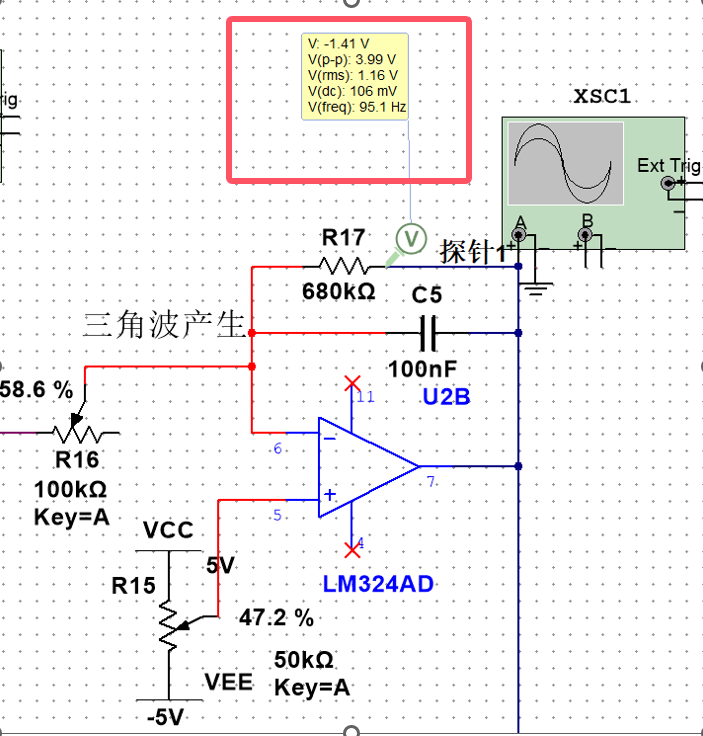 V: -1.41 V
V(p-p): 3.99 V
V(rms): 1.16 V
V(dc): 106 mV
V(freq): 95.1 Hz
XSC1
rig
Ext Trig
+
−
A
B
+
−
+
−
V
R17
探针1
680kΩ
C5
三角波产生
100nF
58.6 %
11
U2B
6
−
R16
7
100kΩ
+
5
Key=A
VCC
4
5V
R15
LM324AD
47.2 %
50kΩ
VEE
Key=A
-5V